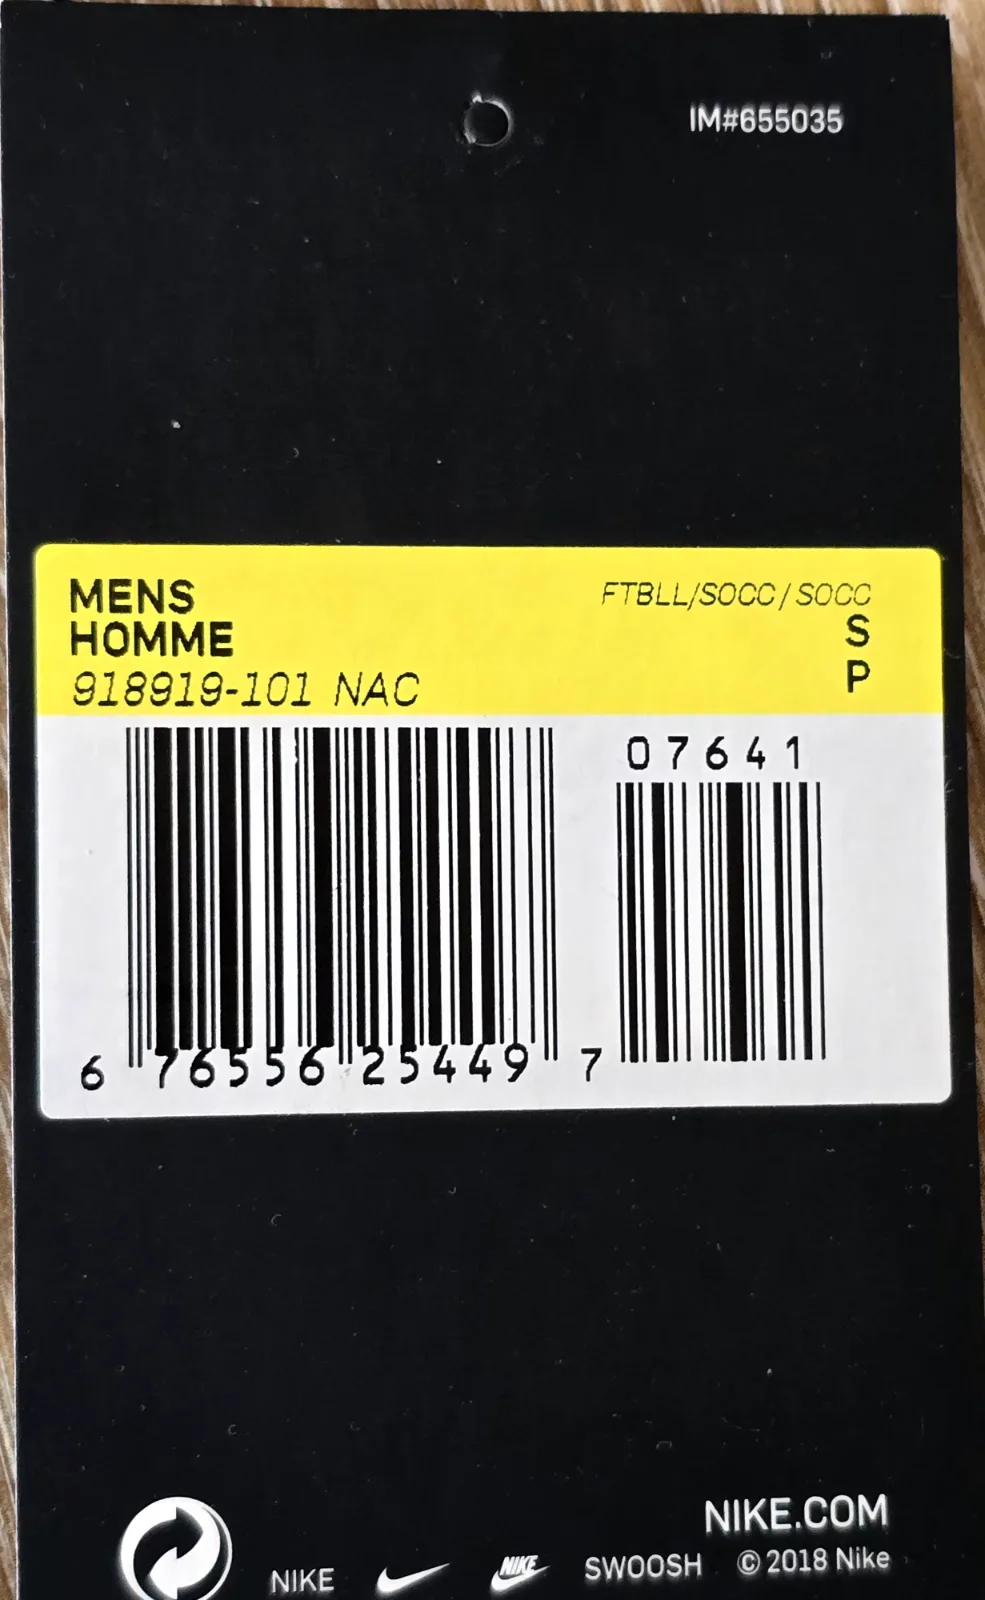 IM#655035
MENS
HOMME
918919-101 NAC
FTBLL/SOCC/SOCC
S
P
07641
6 76556 25449 7
NIKE.COM
NIKE NIKE SWOOSH © 2018 Nike